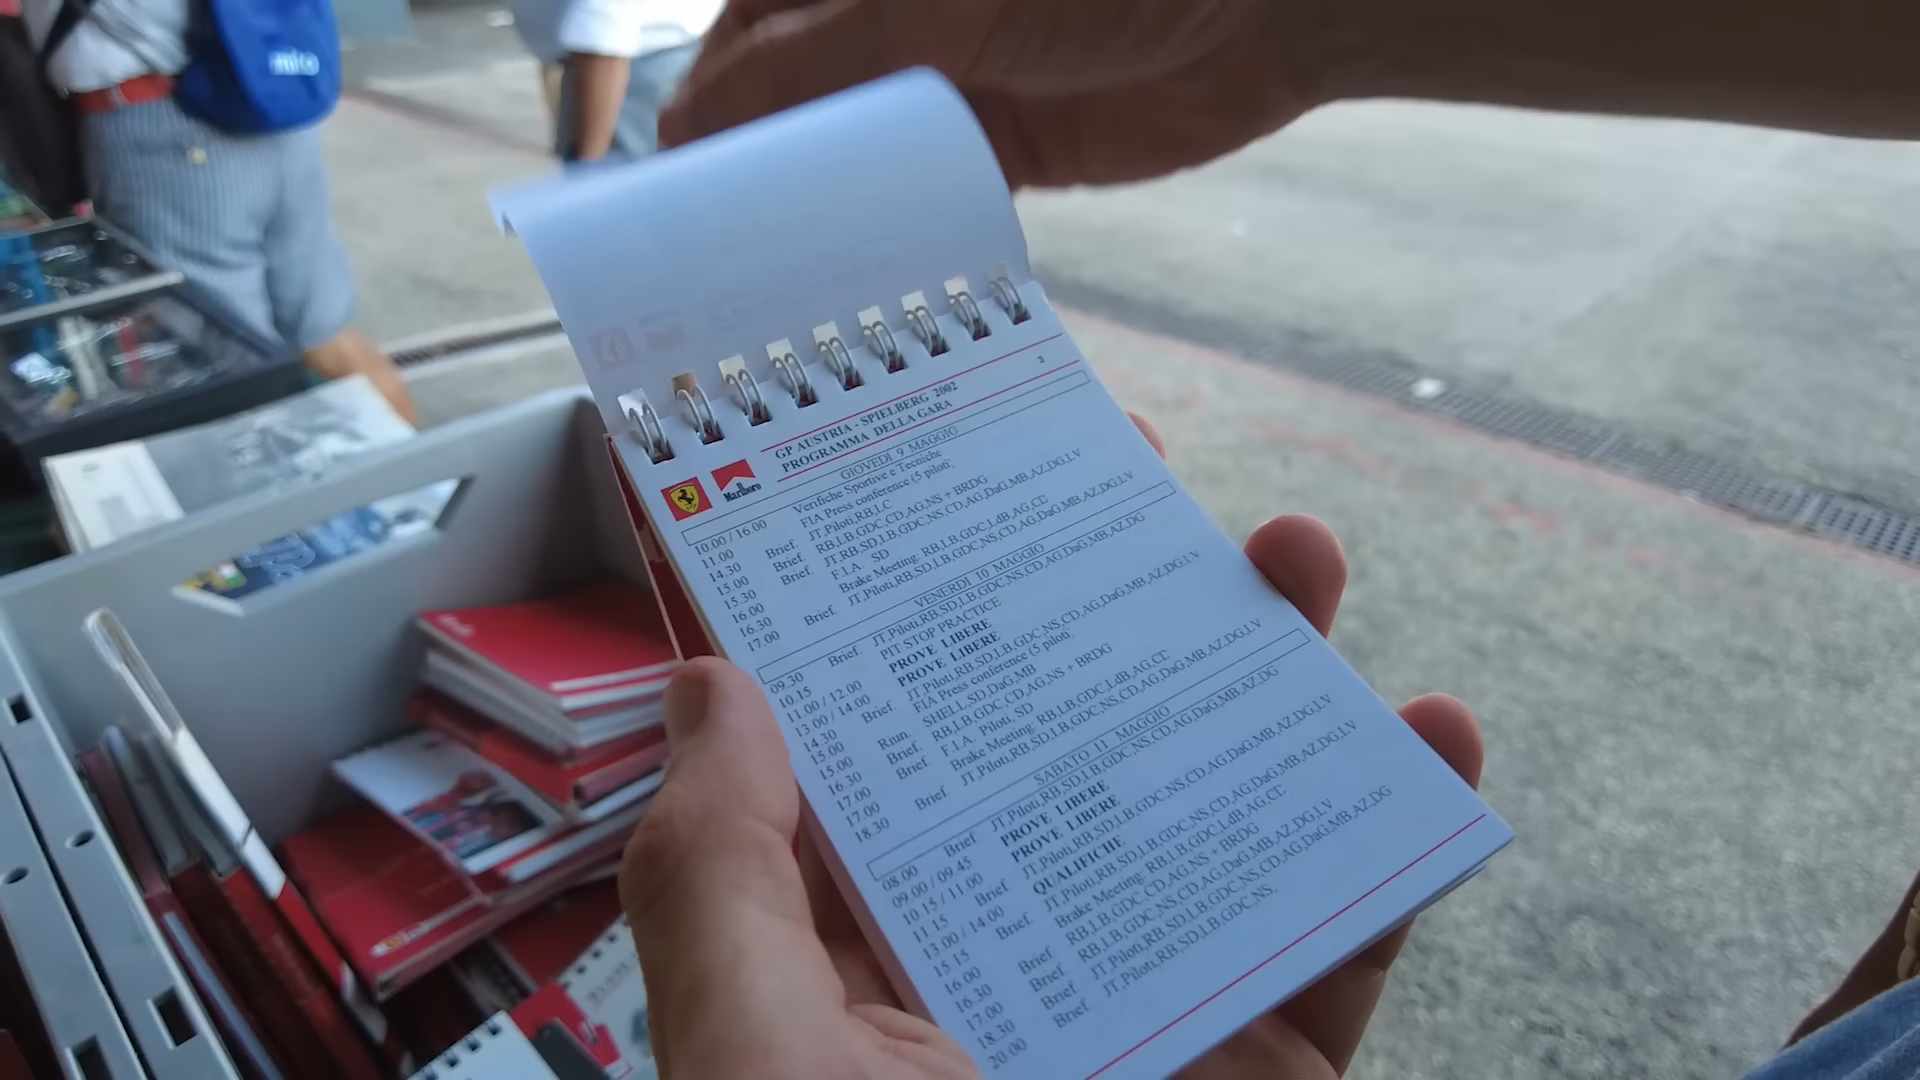 mito
GP AUSTRIA - SPIELBERG 2002
3
PROGRAMMA DELLA GARA
Marlboro
GIOVEDI 9 MAGGIO
10.00 / 16.00 Verifiche Sportive e Tecniche
11.00 FIA Press conference (5 piloti)
14.30 Brief. JT,Piloti,RB,LC
15.00 Brief. RB,LB,GDC,CD,AG,NS + BRDG
15.30 Brief. JT,RB,SD,LB,GDC,NS,CD,AG,DaG,MB,AZ,DG,LV
16.00 F.I.A. SD
16.30 Brake Meeting: RB,LB,GDC,LdB,AG,CE
17.00 Brief. JT,Piloti,RB,SD,LB,GDC,NS,CD,AG,DaG,MB,AZ,DG,LV
VENERDI 10 MAGGIO
09.30 Brief. JT,Piloti,RB,SD,LB,GDC,NS,CD,AG,DaG,MB,AZ,DG
10.15 PIT STOP PRACTICE
11.00 / 12.00 PROVE LIBERE
13.00 / 14.00 PROVE LIBERE
14.30 Brief. JT,Piloti,RB,SD,LB,GDC,NS,CD,AG,DaG,MB,AZ,DG,LV
15.00 FIA Press conference (5 piloti)
15.00 Riun. SHELL,SD,DaG,MB
16.30 Brief. RB,LB,GDC,CD,AG,NS + BRDG
17.00 F.I.A. Piloti, SD
17.00 Brake Meeting: RB,LB,GDC,LdB,AG,CE
18.30 Brief. JT,Piloti,RB,SD,LB,GDC,NS,CD,AG,DaG,MB,AZ,DG,LV
SABATO 11 MAGGIO
08.00 Brief JT,Piloti,RB,SD,LB,GDC,NS,CD,AG,DaG,MB,AZ,DG
09.00 / 09.45 PROVE LIBERE
10.15 / 11.00 PROVE LIBERE
11.15 Brief. JT,Piloti,RB,SD,LB,GDC,NS,CD,AG,DaG,MB,AZ,DG,LV
13.00 / 14.00 QUALIFICHE
15.15 Brief. JT,Piloti,RB,SD,LB,GDC,NS,CD,AG,DaG,MB,AZ,DG,LV
16.00 Brake Meeting: RB,LB,GDC,LdB,AG,CE
16.30 Brief RB,LB,GDC,CD,AG,NS + BRDG
17.00 Brief. RB,LB,GDC,NS,CD,AG,DaG,MB,AZ,DG,LV
18.30 Brief JT,Piloti,RB,SD,LB,GDC,NS,CD,AG,DaG,MB,AZ,DG
20.00 Brief. JT,Piloti,RB,SD,LB,GDC,NS.